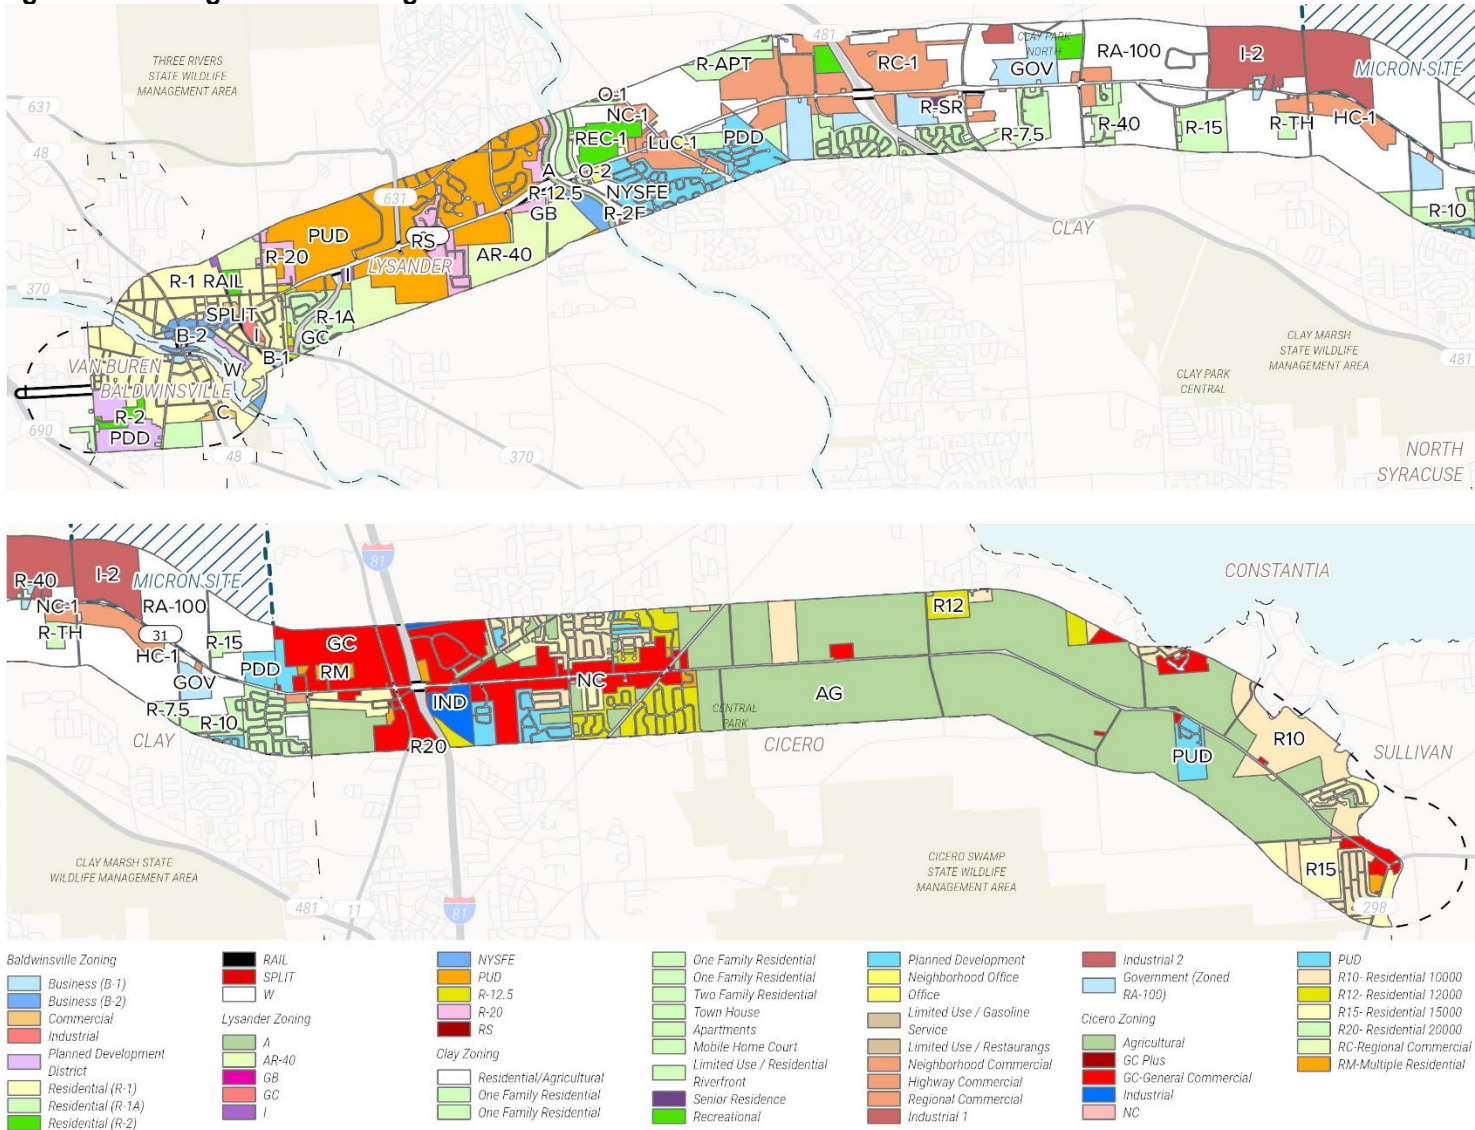 THREE RIVERS
STATE WILDLIFE
MANAGEMENT AREA
631
48
370
690
48
370
631
481
481
CLAY PARK
NORTH
MICRON SITE
R-APT
RC-1
GOV
RA-100
I-2
O-1
NC-1
R-SR
REC-1
LuC-1
PDD
R-7.5
R-40
R-15
R-TH
HC-1
A
O-2
R-12.5
NYSFE
GB
R-2F
R-10
PUD
RS
R-20
LYSANDER
AR-40
CLAY
R-1
RAIL
I
SPLIT
R-1A
B-2
I
GC
B-1
VAN BUREN
W
BALDWINSVILLE
R-2
C
PDD
CLAY MARSH
STATE WILDLIFE
MANAGEMENT AREA
CLAY PARK
CENTRAL
NORTH
SYRACUSE
81
R-40
I-2
MICRON SITE
NC-1
RA-100
R-TH
31
R-15
HC-1
PDD
GOV
GC
RM
IND
NC
R-7.5
R-10
CLAY
R20
AG
R12
CENTRAL
PARK
CICERO
CONSTANTIA
PUD
R10
SULLIVAN
R15
298
CLAY MARSH STATE
WILDLIFE MANAGEMENT AREA
CICERO SWAMP
STATE WILDLIFE
MANAGEMENT AREA
481
11
81
Baldwinsville Zoning
Business (B-1)
Business (B-2)
Commercial
Industrial
Planned Development
District
Residential (R-1)
Residential (R-1A)
Residential (R-2)
RAIL
SPLIT
W
Lysander Zoning
A
AR-40
GB
GC
I
NYSFE
PUD
R-12.5
R-20
RS
Clay Zoning
Residential/Agricultural
One Family Residential
One Family Residential
One Family Residential
One Family Residential
Two Family Residential
Town House
Apartments
Mobile Home Court
Limited Use / Residential
Riverfront
Senior Residence
Recreational
Planned Development
Neighborhood Office
Office
Limited Use / Gasoline
Service
Limited Use / Restaurangs
Neighborhood Commercial
Highway Commercial
Regional Commercial
Industrial 1
Industrial 2
Government (Zoned
RA-100)
Cicero Zoning
Agricultural
GC Plus
GC-General Commercial
Industrial
NC
PUD
R10- Residential 10000
R12- Residential 12000
R15- Residential 15000
R20- Residential 20000
RC-Regional Commercial
RM-Multiple Residential